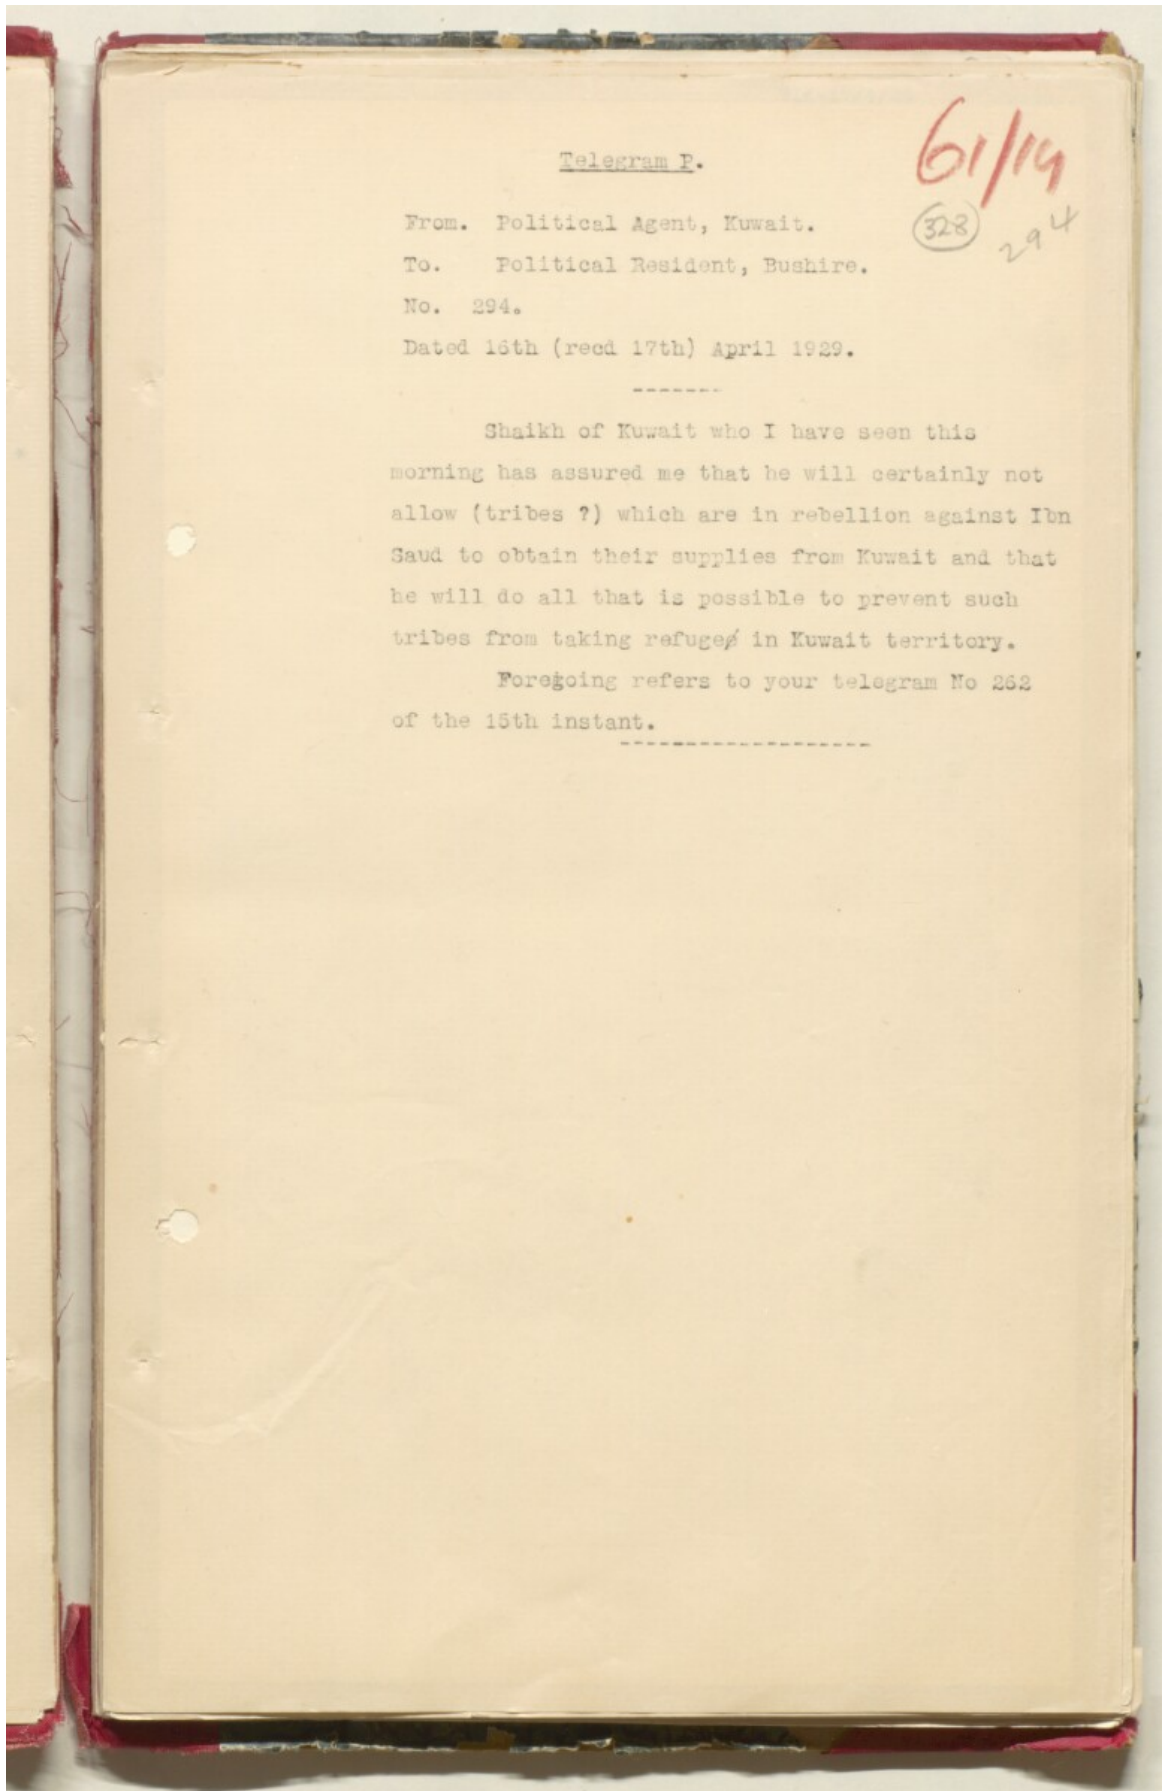 61/14
Telegram P.
328
294
From. Political Agent, Kuwait.
To. Political Resident, Bushire.
No. 294.
Dated 16th (recd 17th) April 1929.
-------
Shaikh of Kuwait who I have seen this
morning has assured me that he will certainly not
allow (tribes ?) which are in rebellion against Ibn
Saud to obtain their supplies from Kuwait and that
he will do all that is possible to prevent such
tribes from taking refuge in Kuwait territory.
Foregoing refers to your telegram No 262
of the 15th instant.
-------------------